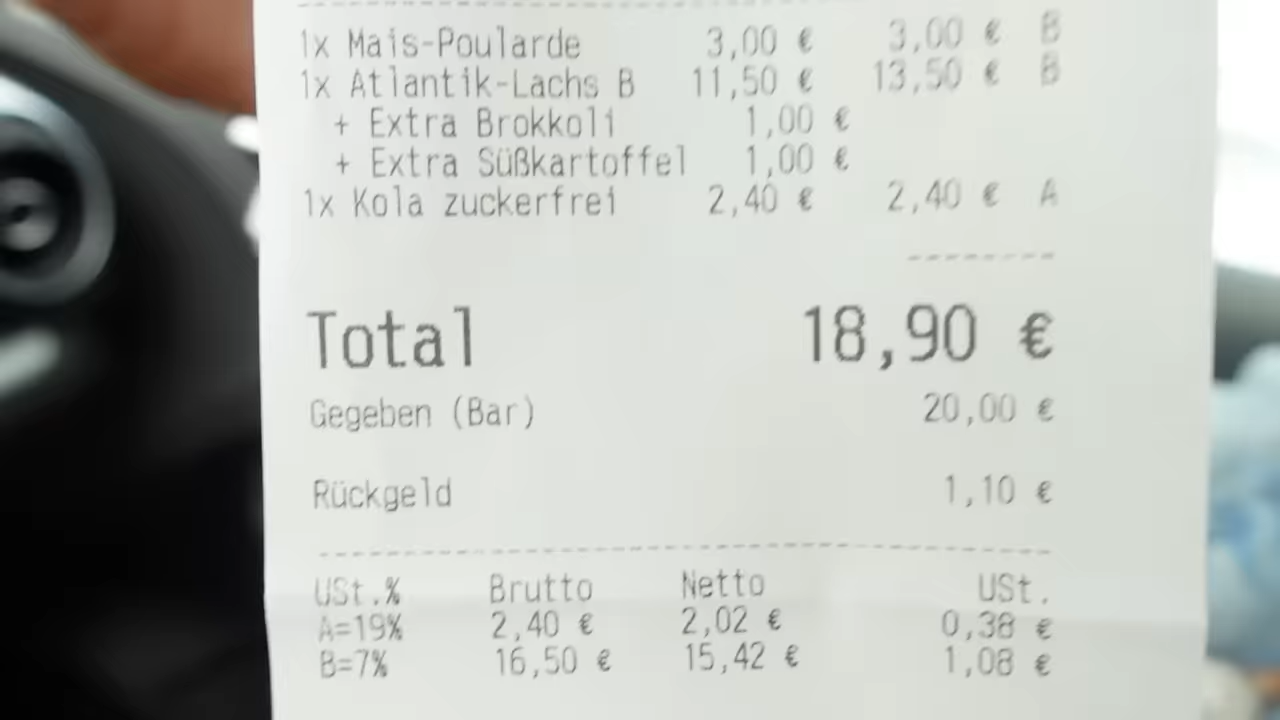 1x Mais-Poularde 3,00 € 3,00 € B
1x Atlantik-Lachs B 11,50 € 13,50 € B
+ Extra Brokkoli 1,00 €
+ Extra Süßkartoffel 1,00 €
1x Kola zuckerfrei 2,40 € 2,40 € A
Total 18,90 €
Gegeben (Bar) 20,00 €
Rückgeld 1,10 €
USt.% Brutto Netto USt.
A=19% 2,40 € 2,02 € 0,38 €
B=7% 16,50 € 15,42 € 1,08 €